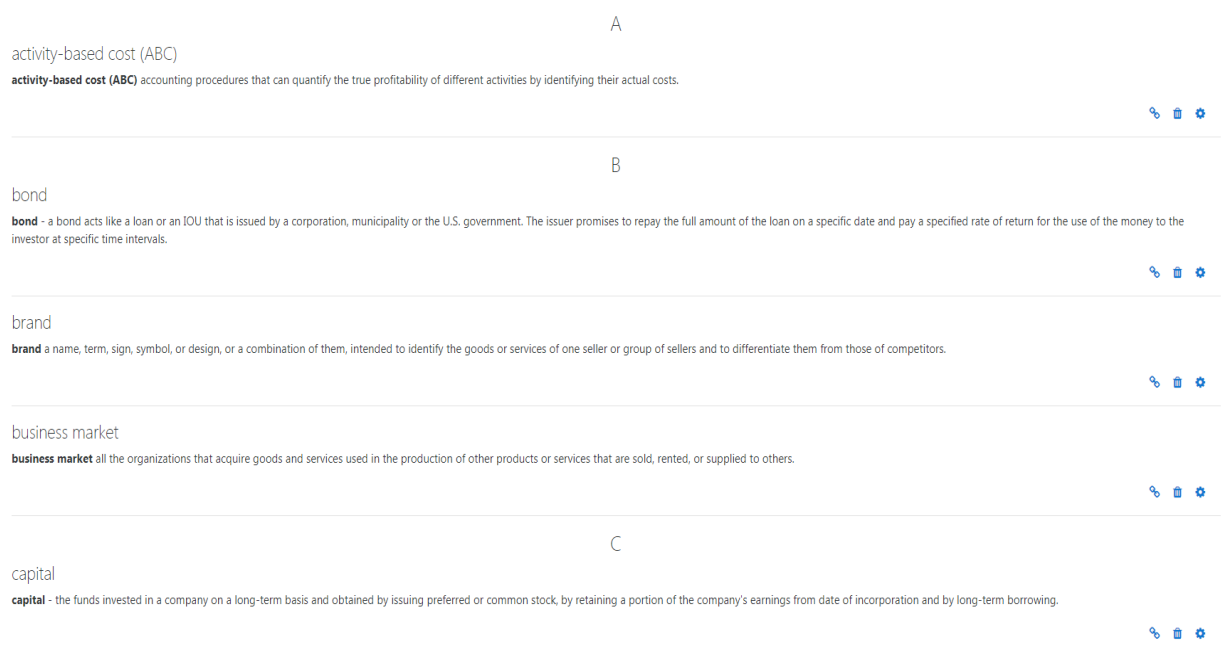 A
activity-based cost (ABC)
activity-based cost (ABC) accounting procedures that can quantify the true profitability of different activities by identifying their actual costs.
B
bond
bond - a bond acts like a loan or an IOU that is issued by a corporation, municipality or the U.S. government. The issuer promises to repay the full amount of the loan on a specific date and pay a specified rate of return for the use of the money to the
investor at specific time intervals.
brand
brand a name, term, sign, symbol, or design, or a combination of them, intended to identify the goods or services of one seller or group of sellers and to differentiate them from those of competitors.
business market
business market all the organizations that acquire goods and services used in the production of other products or services that are sold, rented, or supplied to others.
C
capital
capital - the funds invested in a company on a long-term basis and obtained by issuing preferred or common stock, by retaining a portion of the company's earnings from date of incorporation and by long-term borrowing.